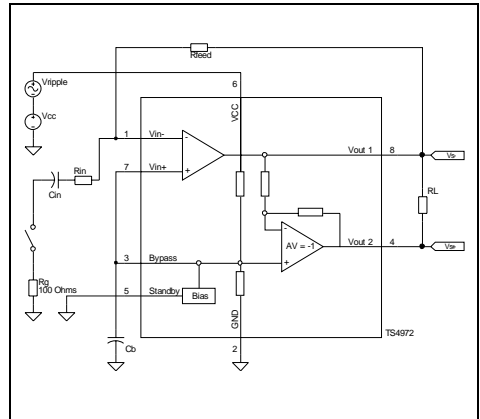 Rfeed
Vripple
6
Vcc
VCC
1 Vin-
Vout 1 8
Vs-
7 Vin+
Rin
Cin
RL
AV = -1
Vout 2 4
Vs+
3 Bypass
Rg
100 Ohms
5 Standby
Bias
GND
TS4972
Cb
2